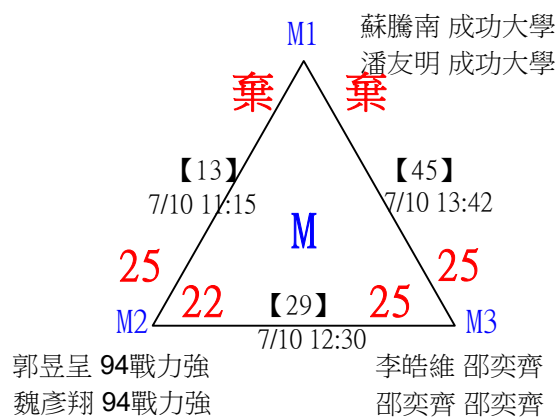 M1
蘇騰南 成功大學
潘友明 成功大學
棄 棄
【13】
7/10 11:15
【45】
7/10 13:42
M
25 25
22 25
M2
【29】
7/10 12:30
M3
郭昱呈 94戰力強
魏彥翔 94戰力強
李皓維 邵奕齊
邵奕齊 邵奕齊